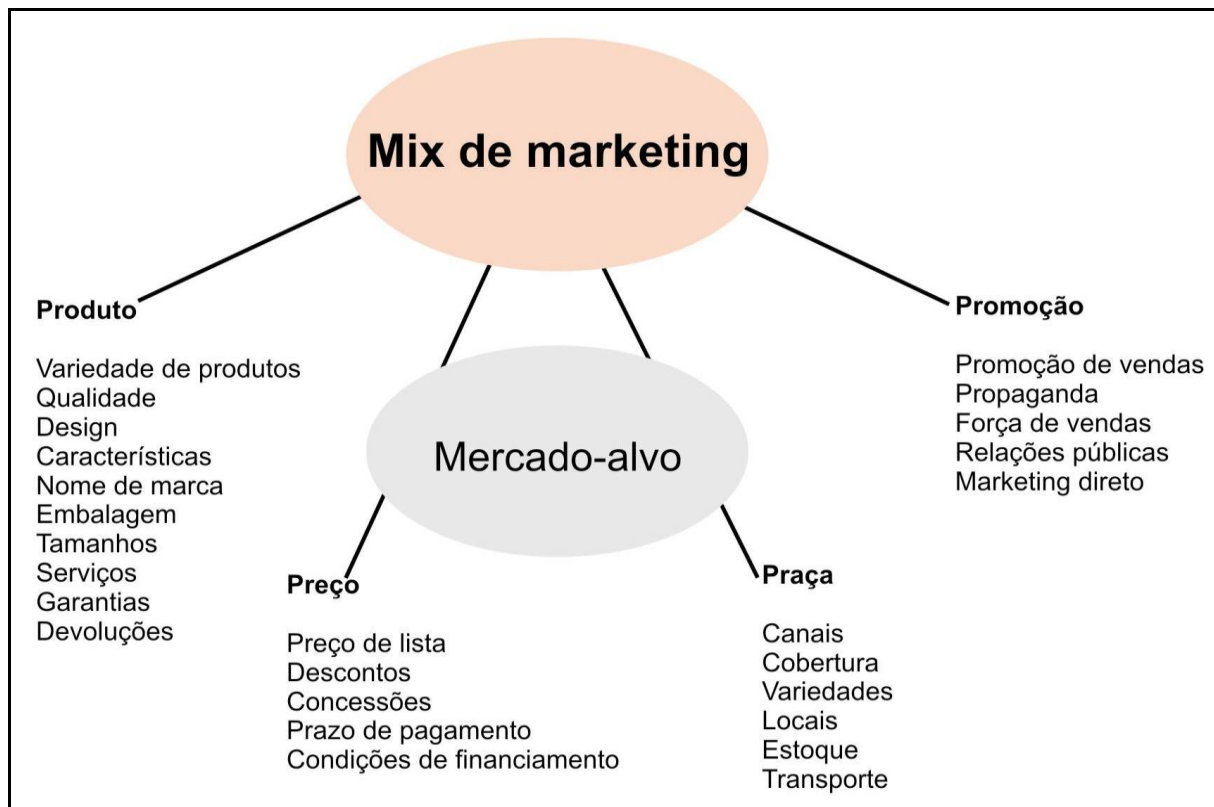 Mix de marketing
Mercado-alvo
Produto
Variedade de produtos
Qualidade
Design
Características
Nome de marca
Embalagem
Tamanhos
Serviços
Garantias
Devoluções
Preço
Preço de lista
Descontos
Concessões
Prazo de pagamento
Condições de financiamento
Praça
Canais
Cobertura
Variedades
Locais
Estoque
Transporte
Promoção
Promoção de vendas
Propaganda
Força de vendas
Relações públicas
Marketing direto